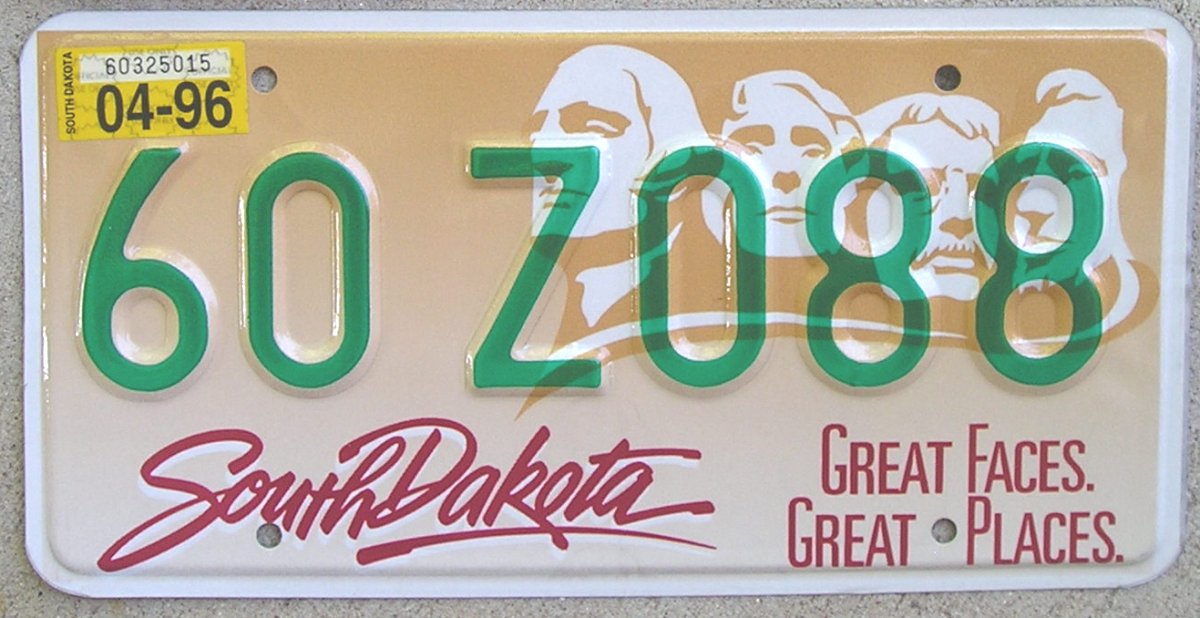 SOUTH DAKOTA
60325015
04-96
60 Z088
South Dakota
GREAT FACES.
GREAT PLACES.